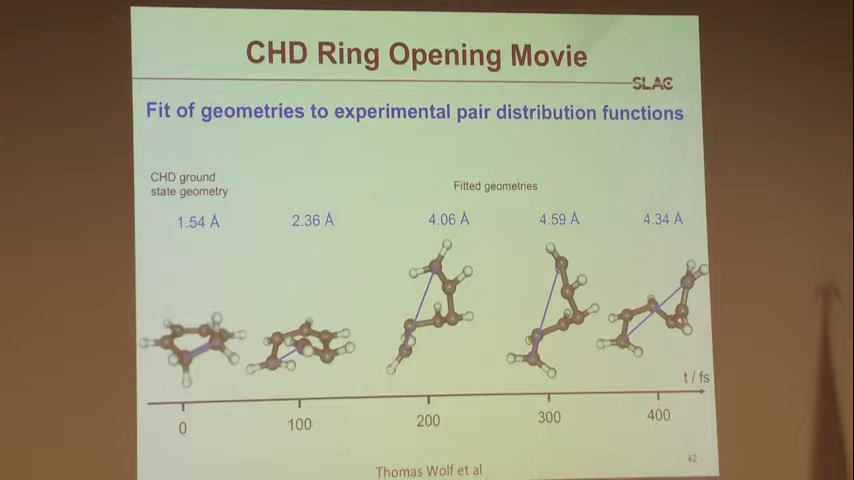 CHD Ring Opening Movie
SLAC
Fit of geometries to experimental pair distribution functions
CHD ground
state geometry
Fitted geometries
1.54 Å 2.36 Å 4.06 Å 4.59 Å 4.34 Å
t / fs
0 100 200 300 400
42
Thomas Wolf et al